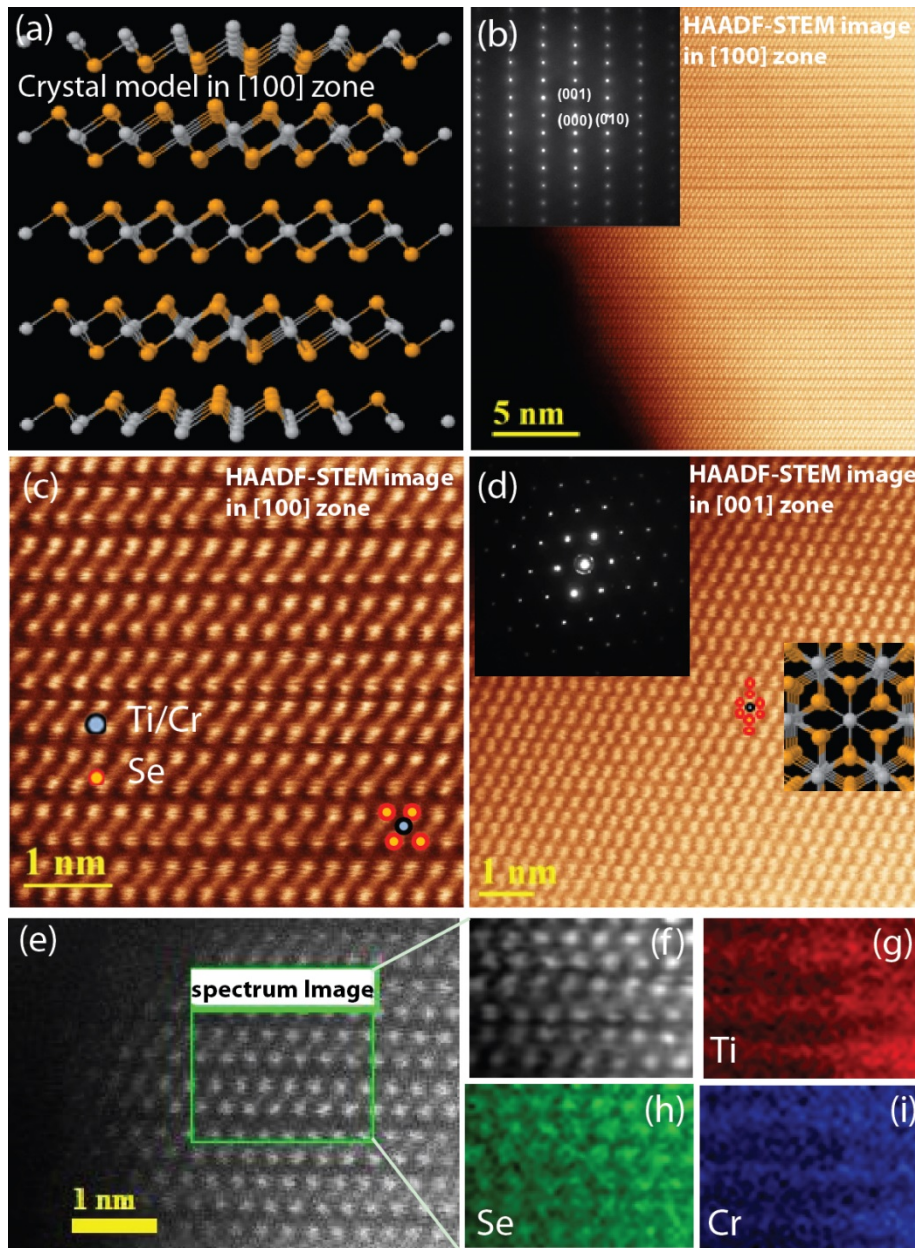 (a)
Crystal model in [100] zone
(b)
HAADF-STEM image
in [100] zone
(001)
(000) (010)
5 nm
(c)
HAADF-STEM image
in [100] zone
Ti/Cr
Se
1 nm
(d)
HAADF-STEM image
in [001] zone
1 nm
(e)
spectrum Image
1 nm
(f)
(g)
Ti
(h)
Se
(i)
Cr